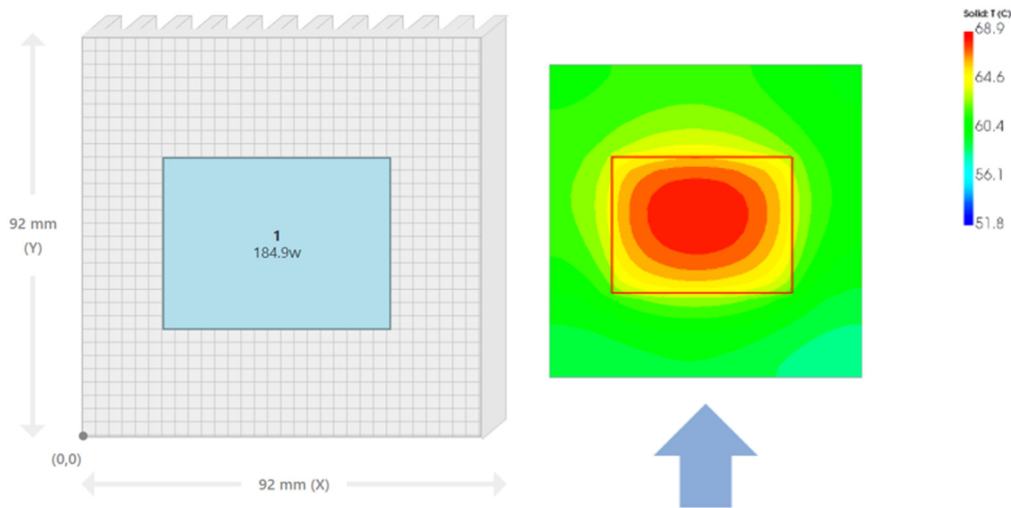 92 mm
(Y)
1
184.9w
(0,0)
92 mm (X)
Solid: T (C)
68.9
64.6
60.4
56.1
51.8